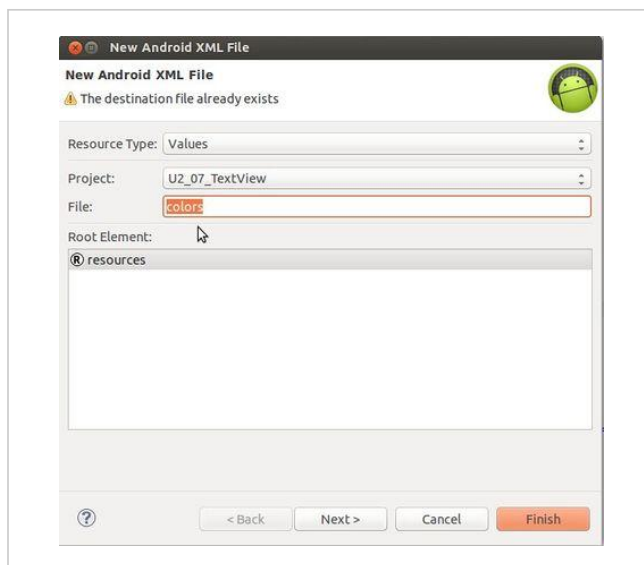 New Android XML File
New Android XML File
The destination file already exists
Resource Type: Values
Project: U2_07_TextView
File: colors
Root Element:
® resources
? < Back Next > Cancel Finish